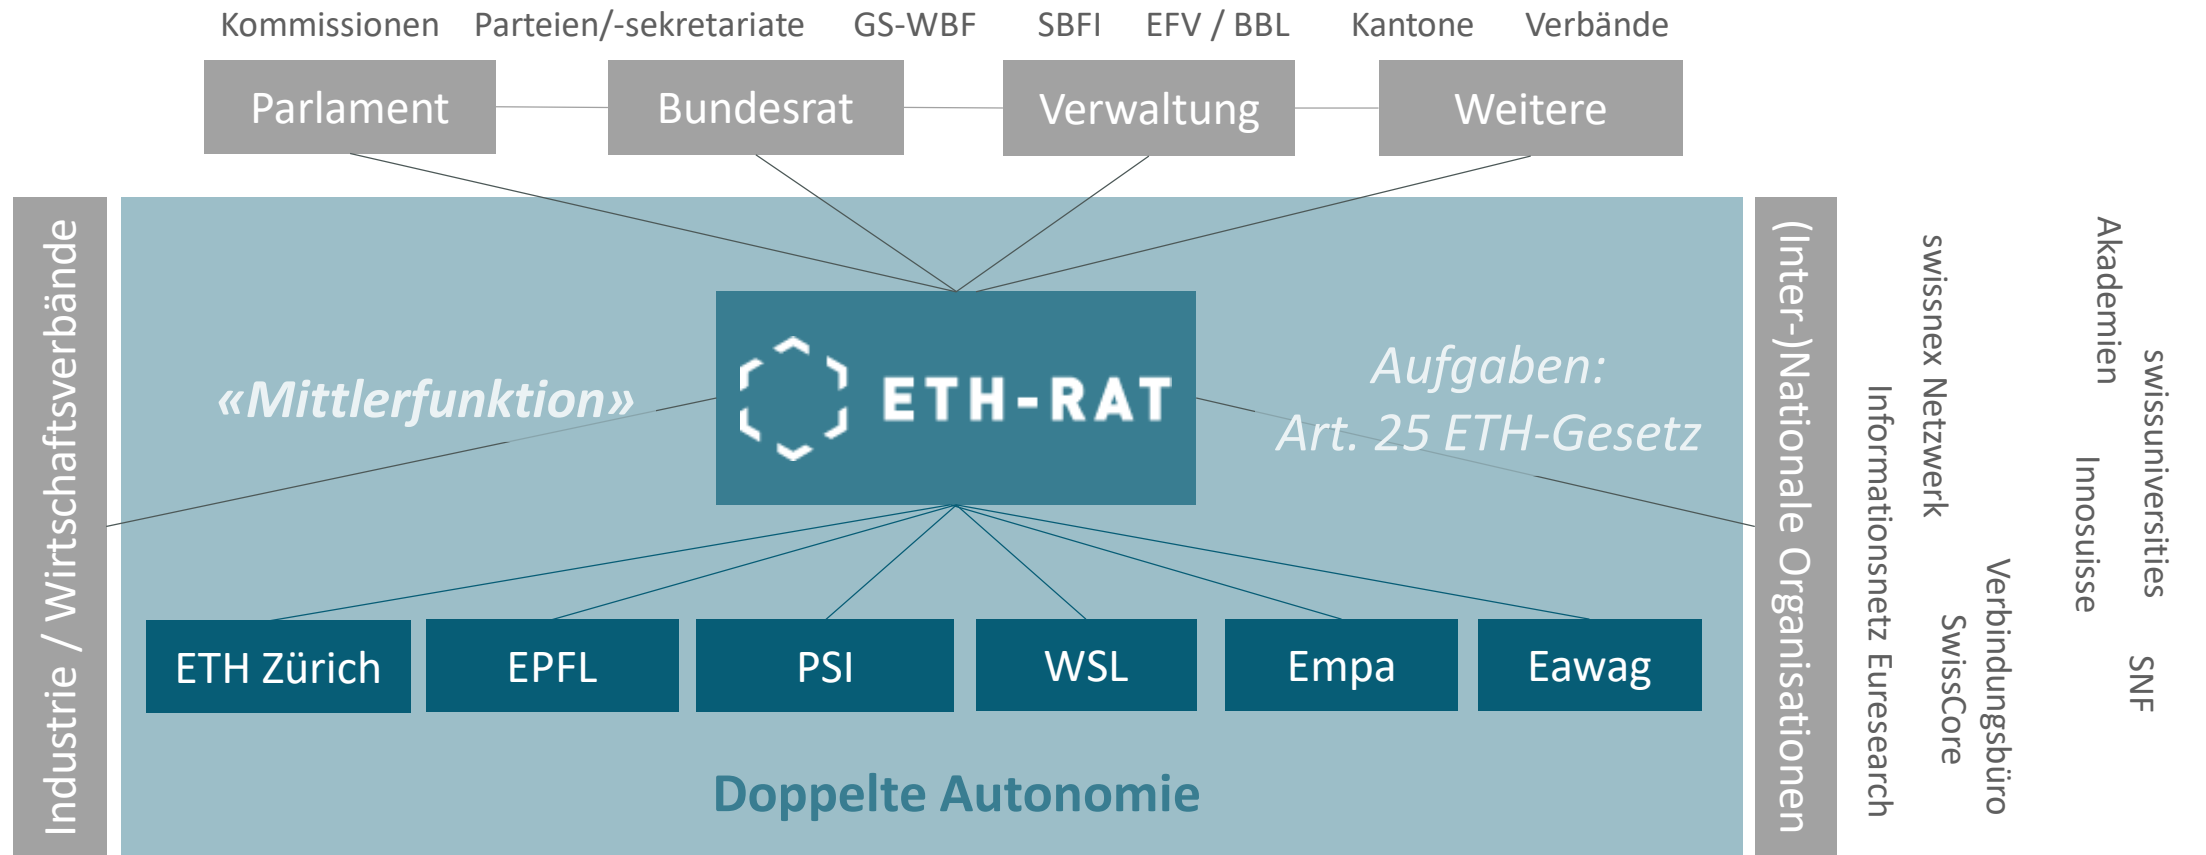 Kommissionen Parteien/-sekretariate GS-WBF SBFI EFV / BBL Kantone Verbände
Parlament
Bundesrat
Verwaltung
Weitere
Industrie / Wirtschaftsverbände
«Mittlerfunktion»
ETH-RAT
Aufgaben:
Art. 25 ETH-Gesetz
ETH Zürich
EPFL
PSI
WSL
Empa
Eawag
Doppelte Autonomie
(Inter-)Nationale Organisationen
Informationsnetz Euresearch
swissnex Netzwerk
Verbindungsbüro
SwissCore
Akademien
Innosuisse
swissuniversities
SNF